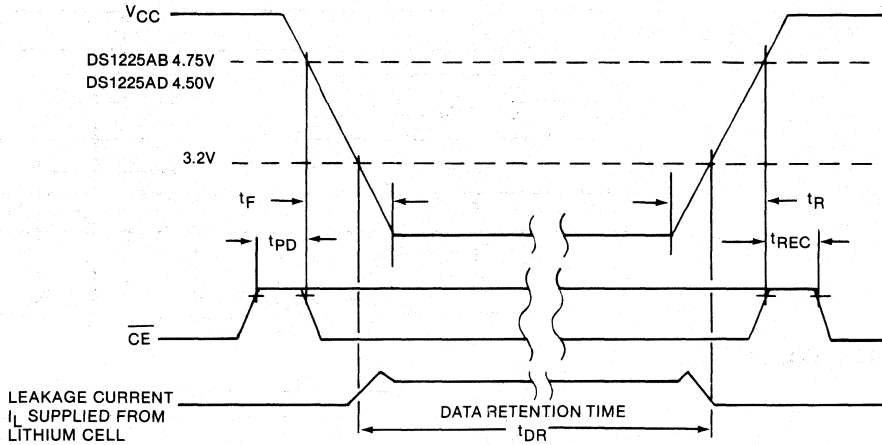 VCC
DS1225AB 4.75V
DS1225AD 4.50V
3.2V
tF
tR
tPD
tREC
CE
LEAKAGE CURRENT
IL SUPPLIED FROM
LITHIUM CELL
DATA RETENTION TIME
tDR